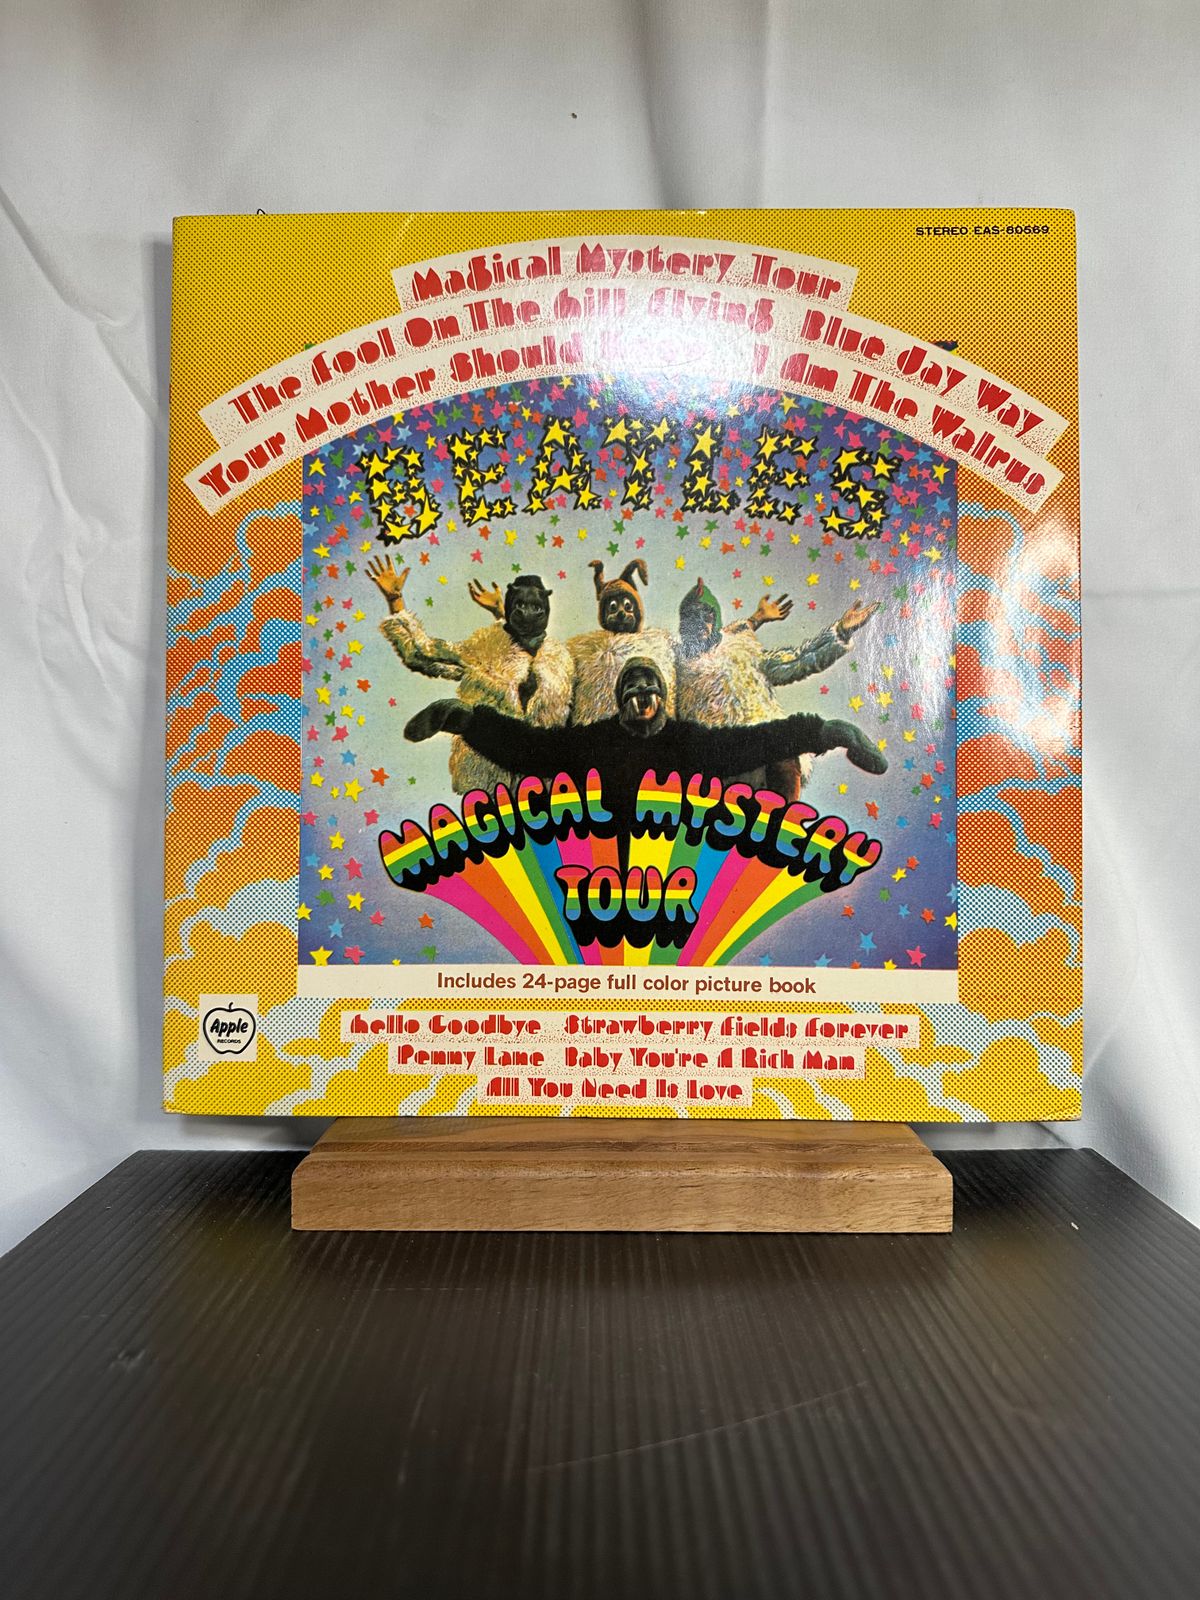 STEREO EAS-80569
Magical Mystery Tour
The Fool On The Hill Flying Blue Jay Way
Your Mother Should I Am The Walrus
BEATLES
MAGICAL MYSTERY
TOUR
Includes 24-page full color picture book
Apple
RECORDS
Hello Goodbye Strawberry Fields Forever
Penny Lane Baby You're A Rich Man
All You Need Is Love